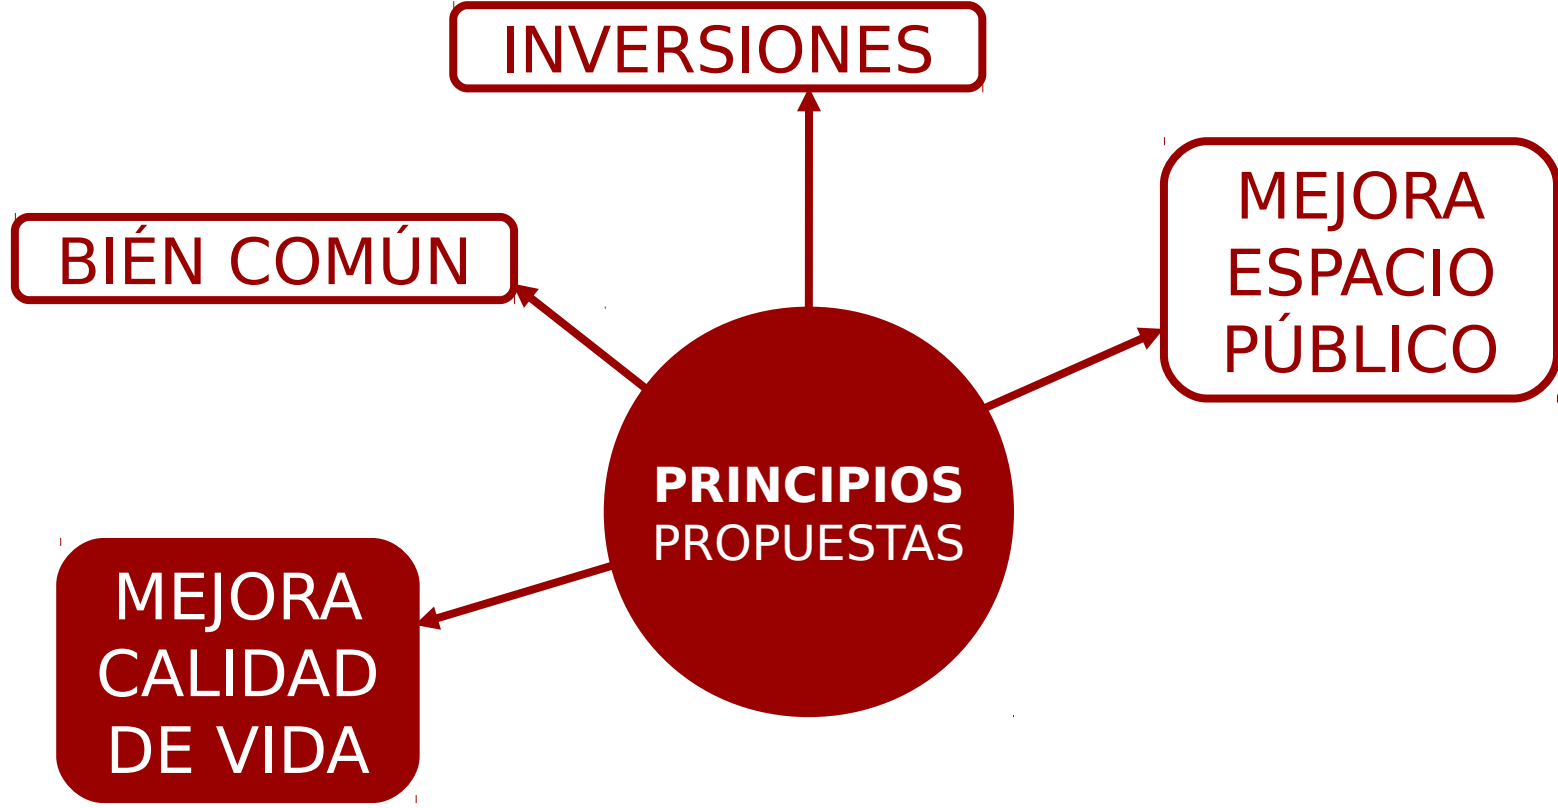 INVERSIONES
BIÉN COMÚN
MEJORA
ESPACIO
PÚBLICO
PRINCIPIOS
PROPUESTAS
MEJORA
CALIDAD
DE VIDA